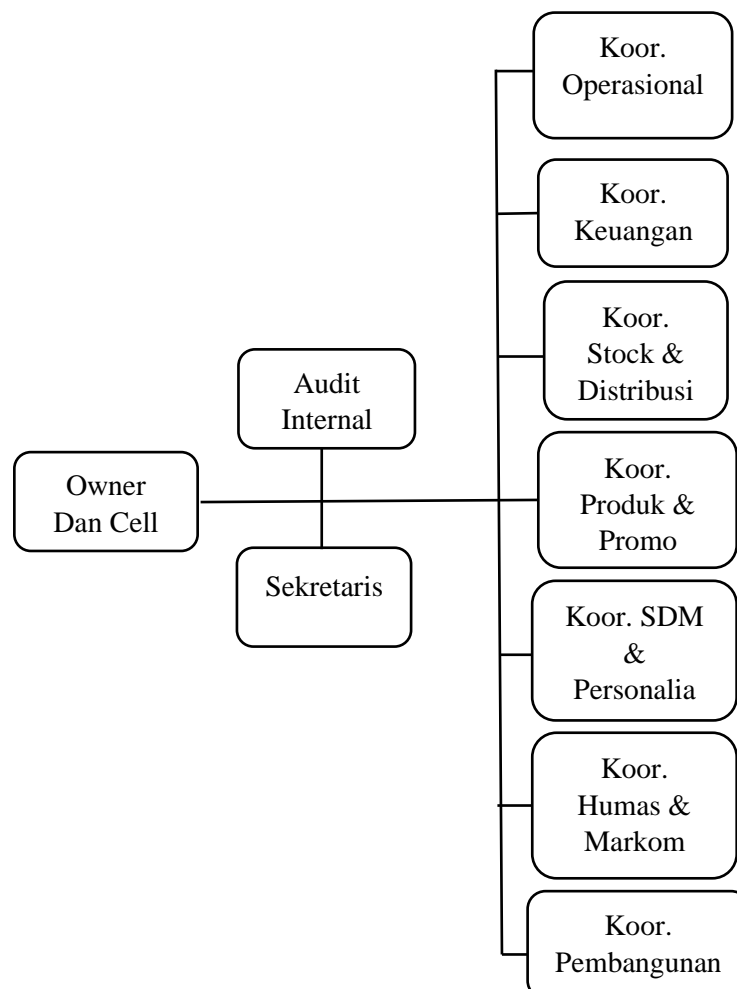 Koor.
Operasional
Koor.
Keuangan
Koor.
Stock &
Distribusi
Audit
Internal
Owner
Dan Cell
Koor.
Produk &
Promo
Sekretaris
Koor. SDM
&
Personalia
Koor.
Humas &
Markom
Koor.
Pembangunan